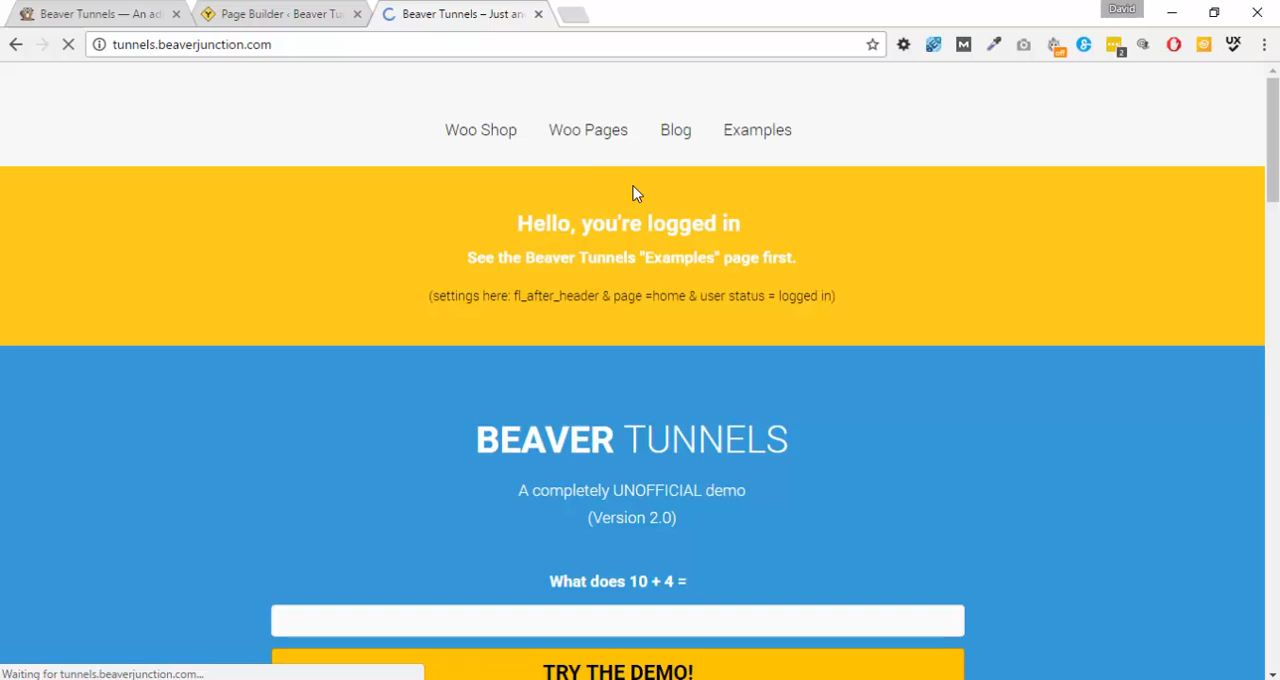 Beaver Tunnels — An ad
Page Builder ‹ Beaver Tu
Beaver Tunnels – Just an
David
tunnels.beaverjunction.com
M
off
2
UX
Woo Shop Woo Pages Blog Examples
Hello, you're logged in
See the Beaver Tunnels "Examples" page first.
(settings here: fl_after_header & page =home & user status = logged in)
BEAVER TUNNELS
A completely UNOFFICIAL demo
(Version 2.0)
What does 10 + 4 =
TRY THE DEMO!
Waiting for tunnels.beaverjunction.com...